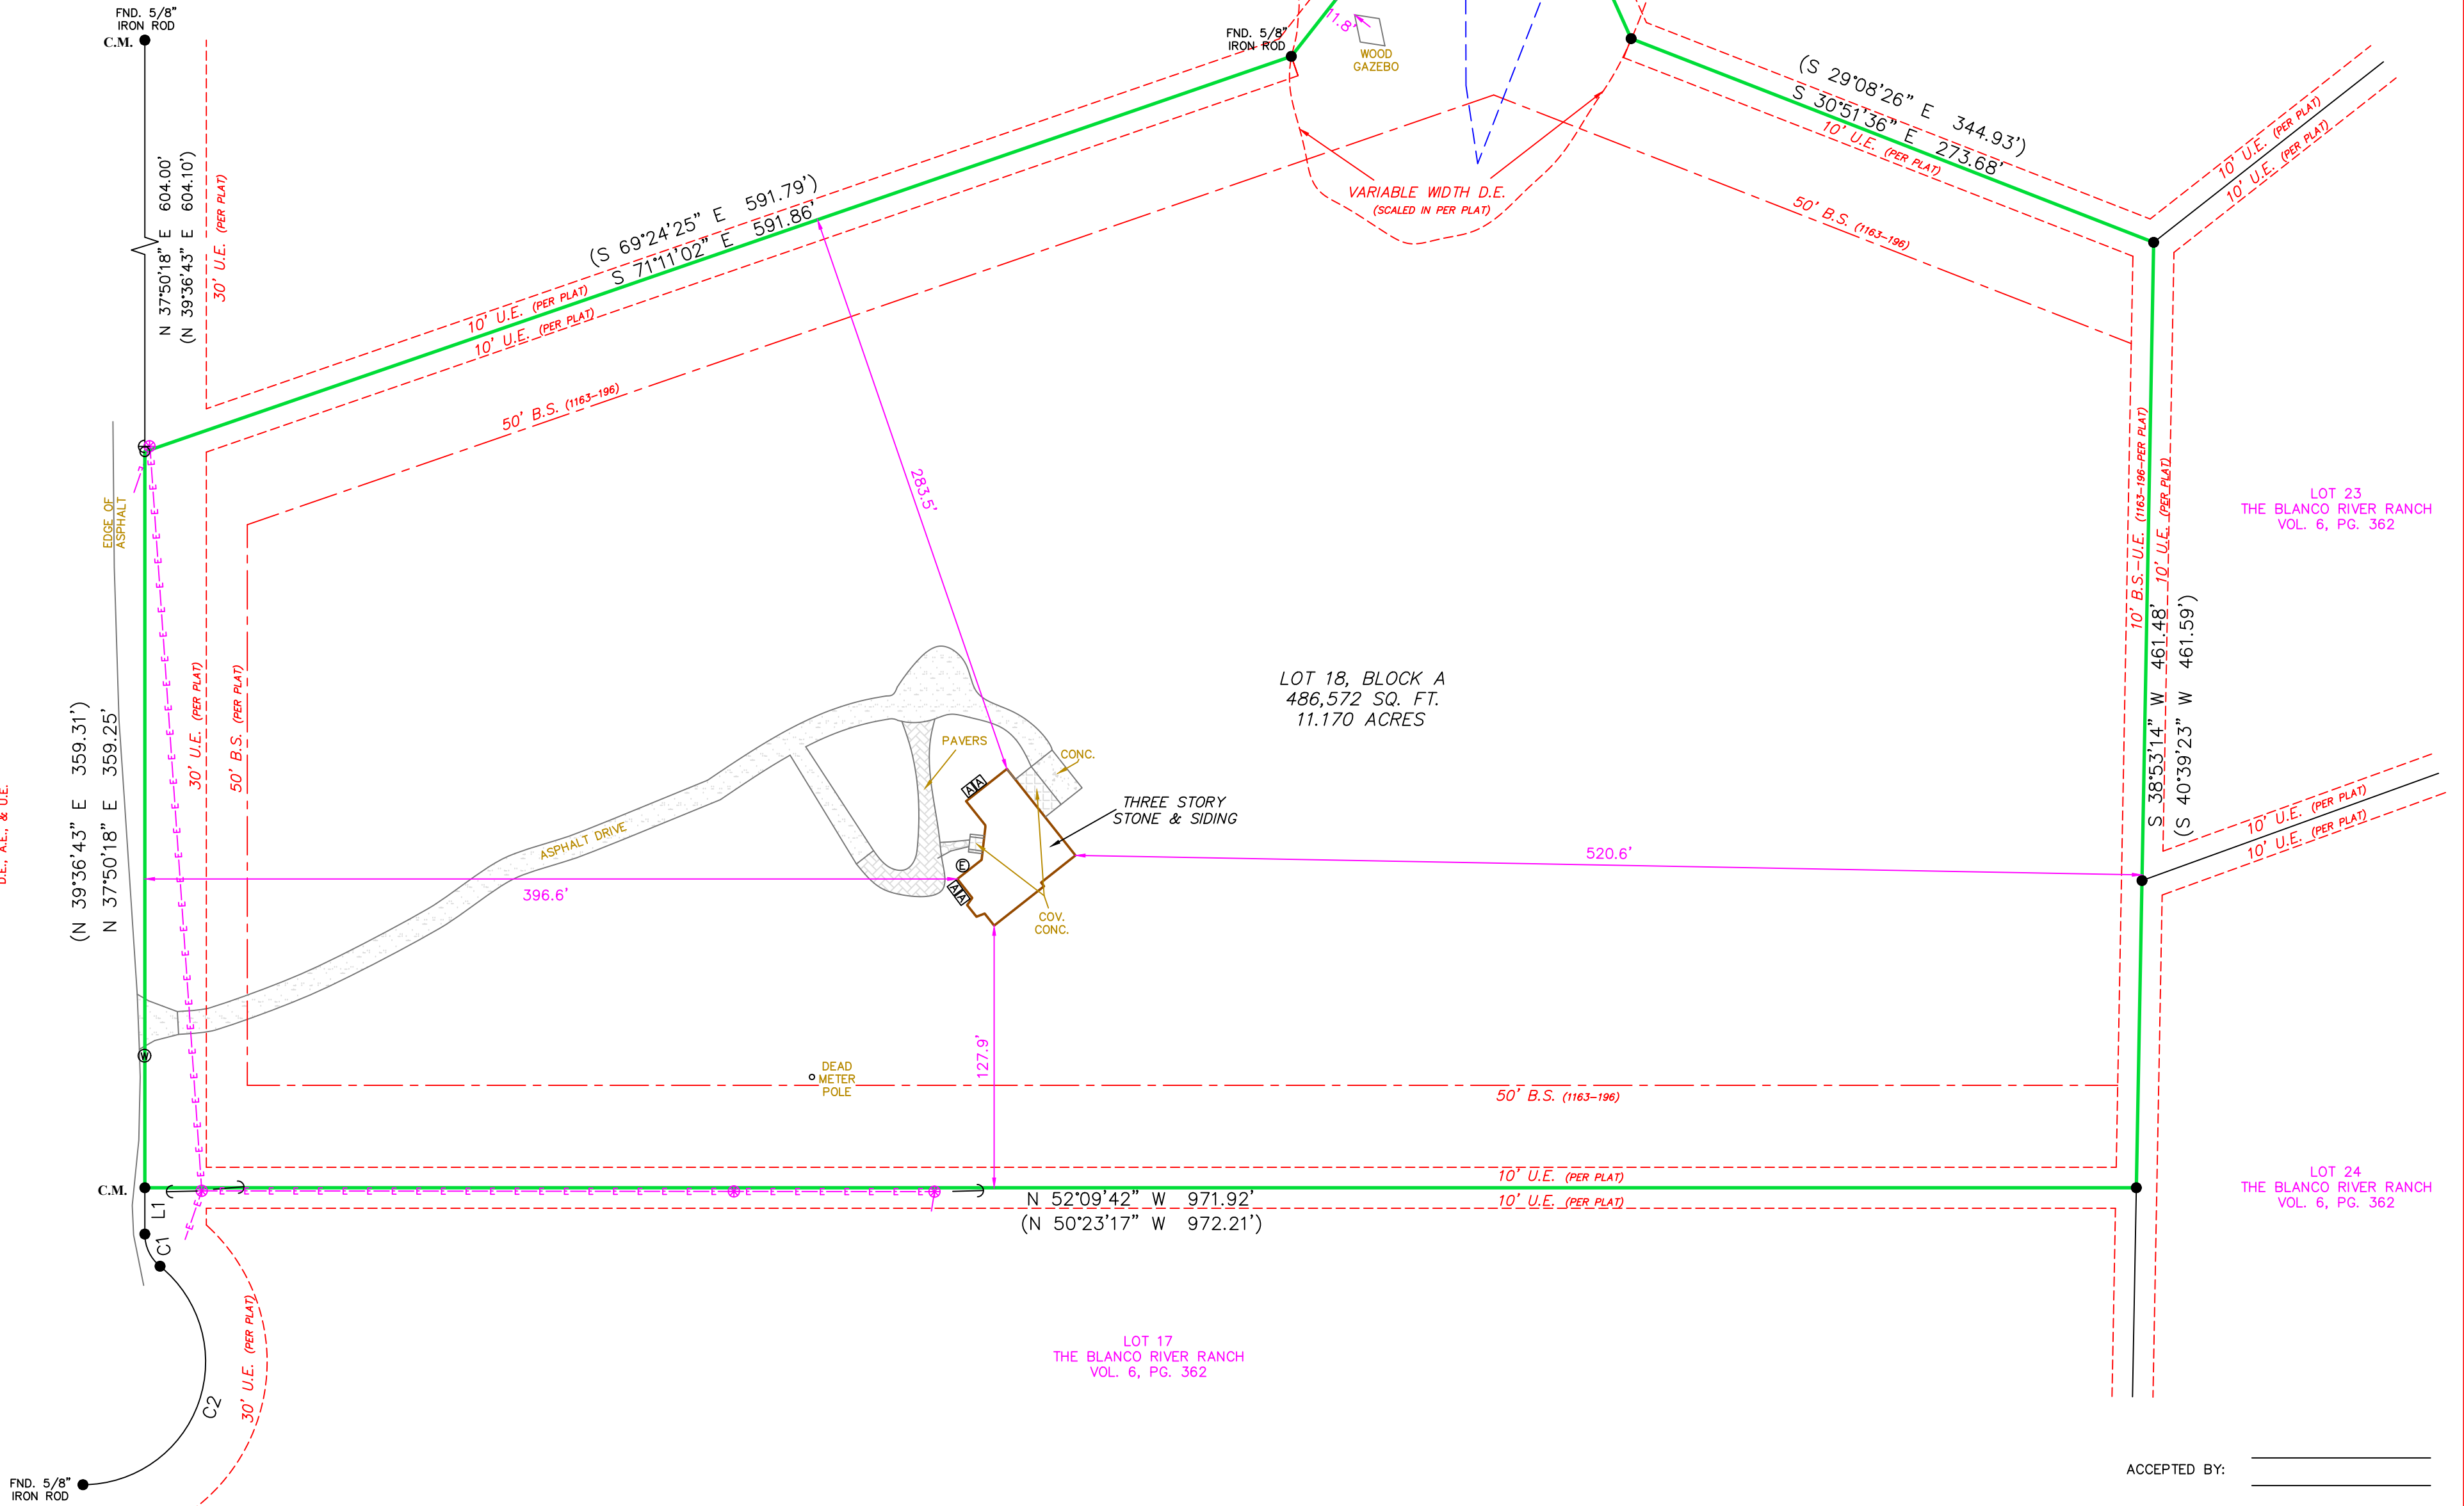 FND. 5/8"
IRON ROD
C.M.
N 37°50'18" E 604.00'
(N 39°36'43" E 604.10')
30' U.E. (PER PLAT)
(S 69°24'25" E 591.79')
S 71°11'02" E 591.86'
10' U.E. (PER PLAT)
10' U.E. (PER PLAT)
50' B.S. (1163-196)
FND. 5/8"
IRON ROD
11.8'
WOOD
GAZEBO
VARIABLE WIDTH D.E.
(SCALED IN PER PLAT)
(S 29°08'26" E 344.93')
S 30°51'36" E 273.68'
10' U.E. (PER PLAT)
50' B.S. (1163-196)
10' U.E. (PER PLAT)
10' U.E. (PER PLAT)
EDGE OF
ASPHALT
283.5'
10' B.S.-U.E. (1163-196-PER PLAT)
10' U.E. (PER PLAT)
LOT 23
THE BLANCO RIVER RANCH
VOL. 6, PG. 362
S 38°53'14" W 461.48'
(S 40°39'23" W 461.59')
D.E., A.E., & U.E.
(N 39°36'43" E 359.31')
N 37°50'18" E 359.25'
30' U.E. (PER PLAT)
50' B.S. (PER PLAT)
LOT 18, BLOCK A
486,572 SQ. FT.
11.170 ACRES
PAVERS
CONC.
A A
THREE STORY
STONE & SIDING
ASPHALT DRIVE
E
A A
396.6'
520.6'
COV.
CONC.
10' U.E. (PER PLAT)
10' U.E. (PER PLAT)
127.9'
W
DEAD
METER
POLE
50' B.S. (1163-196)
E E E E E E E E E E E E E E E E E E E E E E E E E E E
10' U.E. (PER PLAT)
C.M.
E E E E E E E E E E E E E E E E E E E E E E E E E E E E
N 52°09'42" W 971.92'
(N 50°23'17" W 972.21')
10' U.E. (PER PLAT)
LOT 24
THE BLANCO RIVER RANCH
VOL. 6, PG. 362
L1
E
C1
30' U.E. (PER PLAT)
C2
LOT 17
THE BLANCO RIVER RANCH
VOL. 6, PG. 362
FND. 5/8"
IRON ROD
ACCEPTED BY: